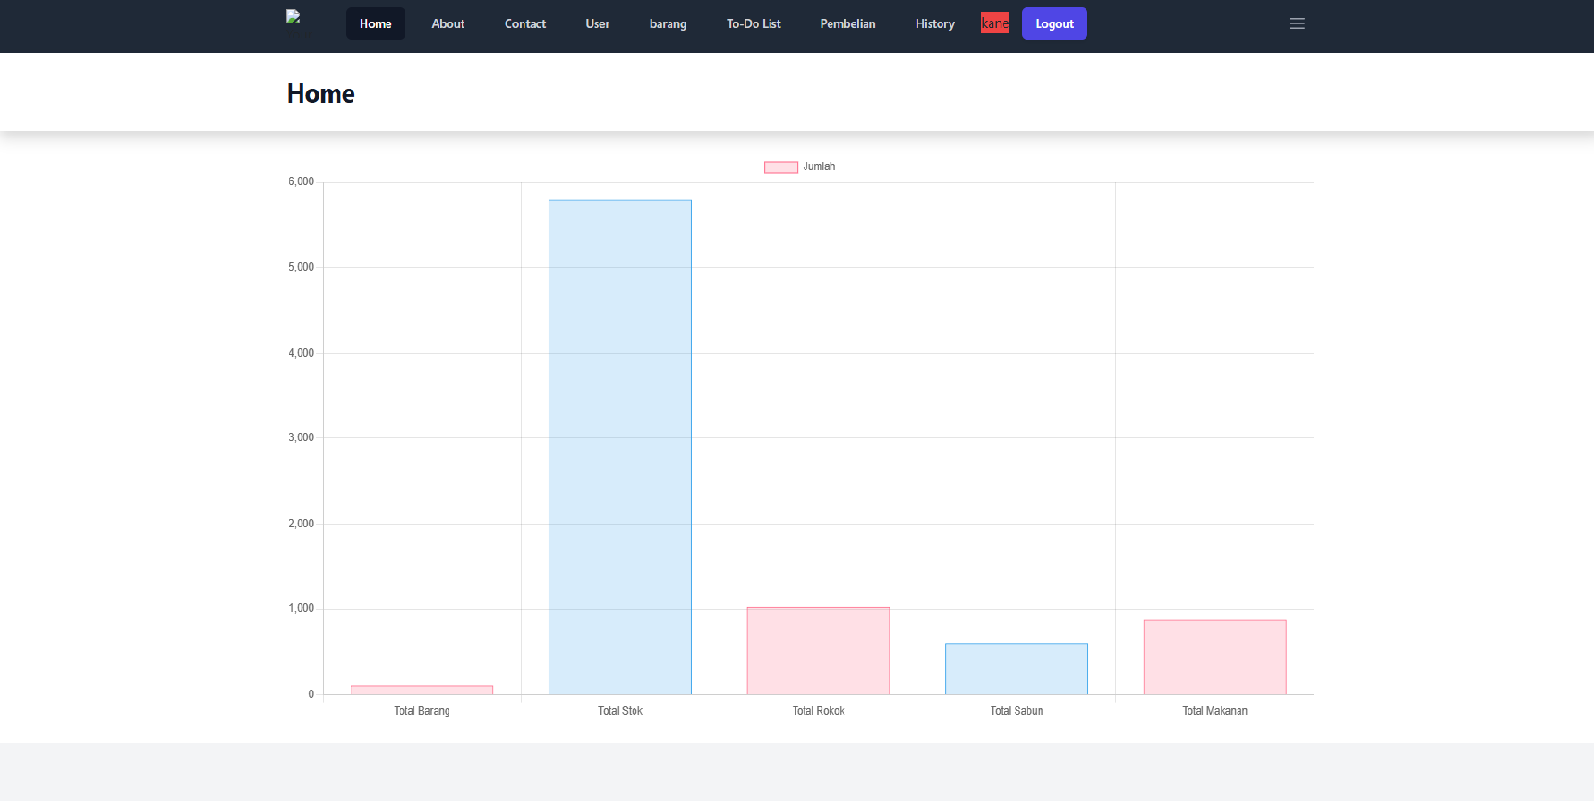 Home About Contact User barang To-Do List Pembelian History kane Logout
Home
Jumlah
6,000
5,000
4,000
3,000
2,000
1,000
0
Total Barang Total Stok Total Rokok Total Sabun Total Makanan